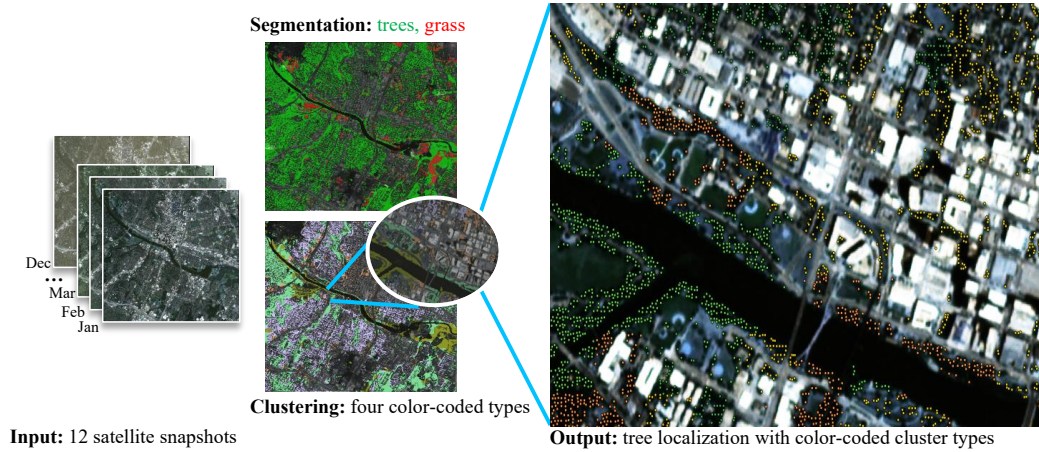 Segmentation: trees, grass
Dec
...
Mar
Feb
Jan
Clustering: four color-coded types
Input: 12 satellite snapshots
Output: tree localization with color-coded cluster types